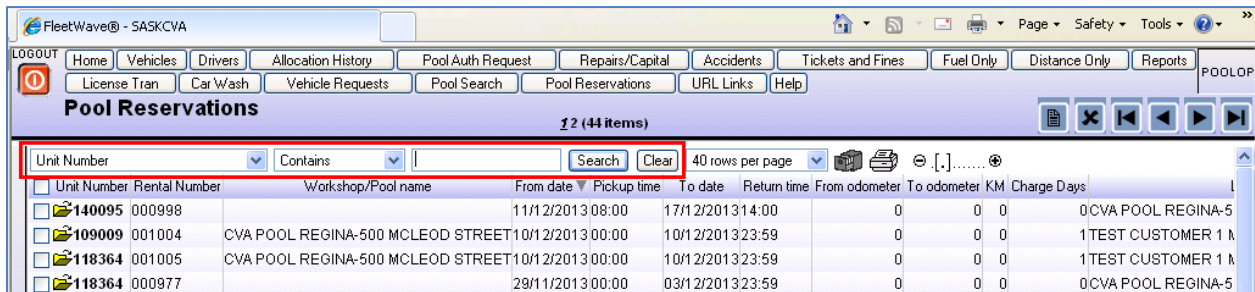 FleetWave® - SASKCVA
Page Safety Tools
LOGOUT Home Vehicles Drivers Allocation History Pool Auth Request Repairs/Capital Accidents Tickets and Fines Fuel Only Distance Only Reports POOLOP
License Tran Car Wash Vehicle Requests Pool Search Pool Reservations URL Links Help
Pool Reservations
1 2 (44 items)
Unit Number Contains Search Clear 40 rows per page
Unit Number Rental Number Workshop/Pool name From date Pickup time To date Return time From odometer To odometer KM Charge Days
140095 000998 11/12/2013 08:00 17/12/2013 14:00 0 0 0 0 CVA POOL REGINA-5
109009 001004 CVA POOL REGINA-500 MCLEOD STREET 10/12/2013 00:00 10/12/2013 23:59 0 0 0 1 TEST CUSTOMER 1
118364 001005 CVA POOL REGINA-500 MCLEOD STREET 10/12/2013 00:00 10/12/2013 23:59 0 0 0 1 TEST CUSTOMER 1
118364 000977 29/11/2013 00:00 03/12/2013 23:59 0 0 0 0 CVA POOL REGINA-5